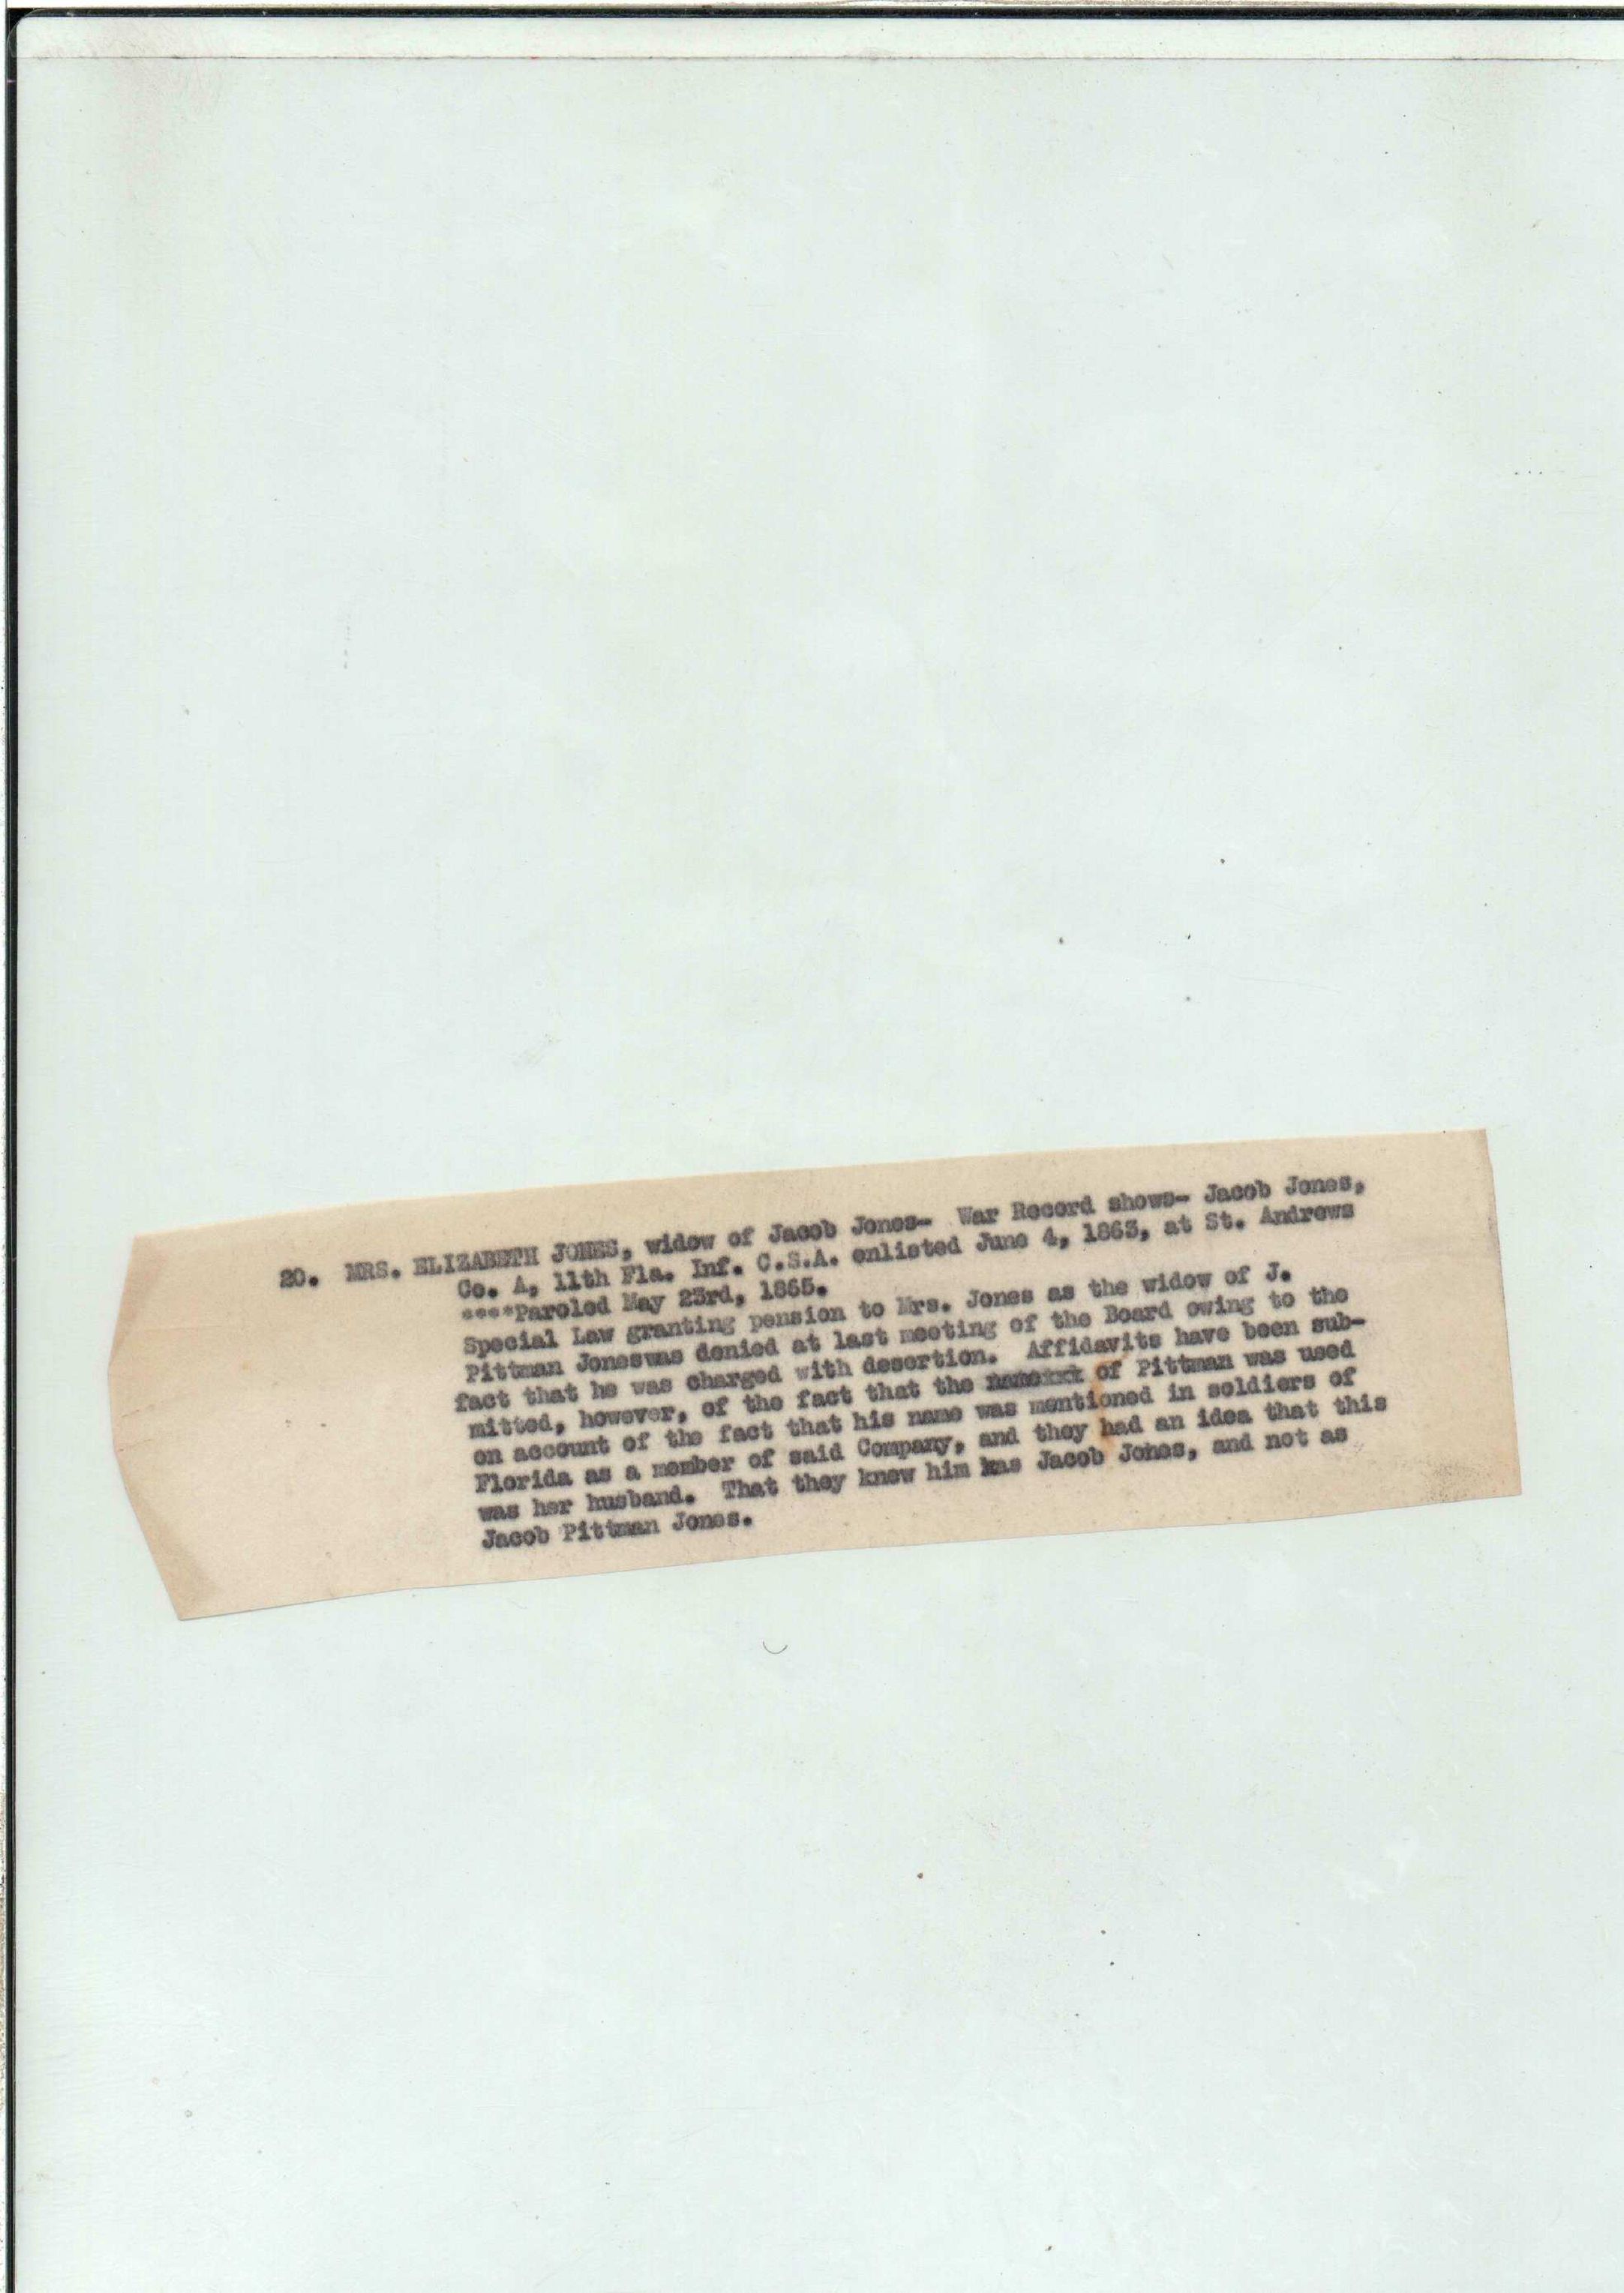 20. MRS. ELIZABETH JONES, widow of Jacob Jones- War Record shows- Jacob Jones,
Co. A, 11th Fla. Inf. C.S.A. enlisted June 4, 1863, at St. Andrews
****Paroled May 23rd, 1865.
Special Law granting pension to Mrs. Jones as the widow of J.
Pittman Joneswas denied at last meeting of the Board owing to the
fact that he was charged with desertion. Affidavits have been sub-
mitted, however, of the fact that the name of Pittman was used
on account of the fact that his name was mentioned in soldiers of
Florida as a member of said Company, and they had an idea that this
was her husband. That they knew him as Jacob Jones, and not as
Jacob Pittman Jones.